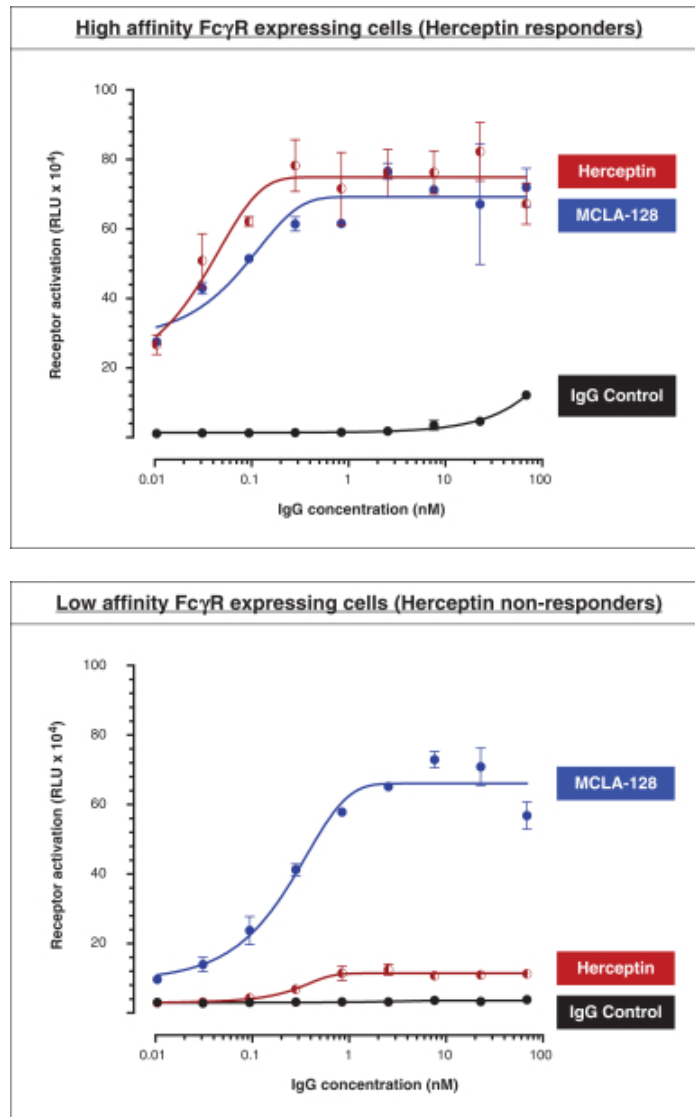 High affinity FcγR expressing cells (Herceptin responders)
100
80
60
40
20
Receptor activation (RLU x 10⁴)
Herceptin
MCLA-128
IgG Control
0.01 0.1 1 10 100
IgG concentration (nM)
Low affinity FcγR expressing cells (Herceptin non-responders)
100
80
60
40
20
Receptor activation (RLU x 10⁴)
MCLA-128
Herceptin
IgG Control
0.01 0.1 1 10 100
IgG concentration (nM)